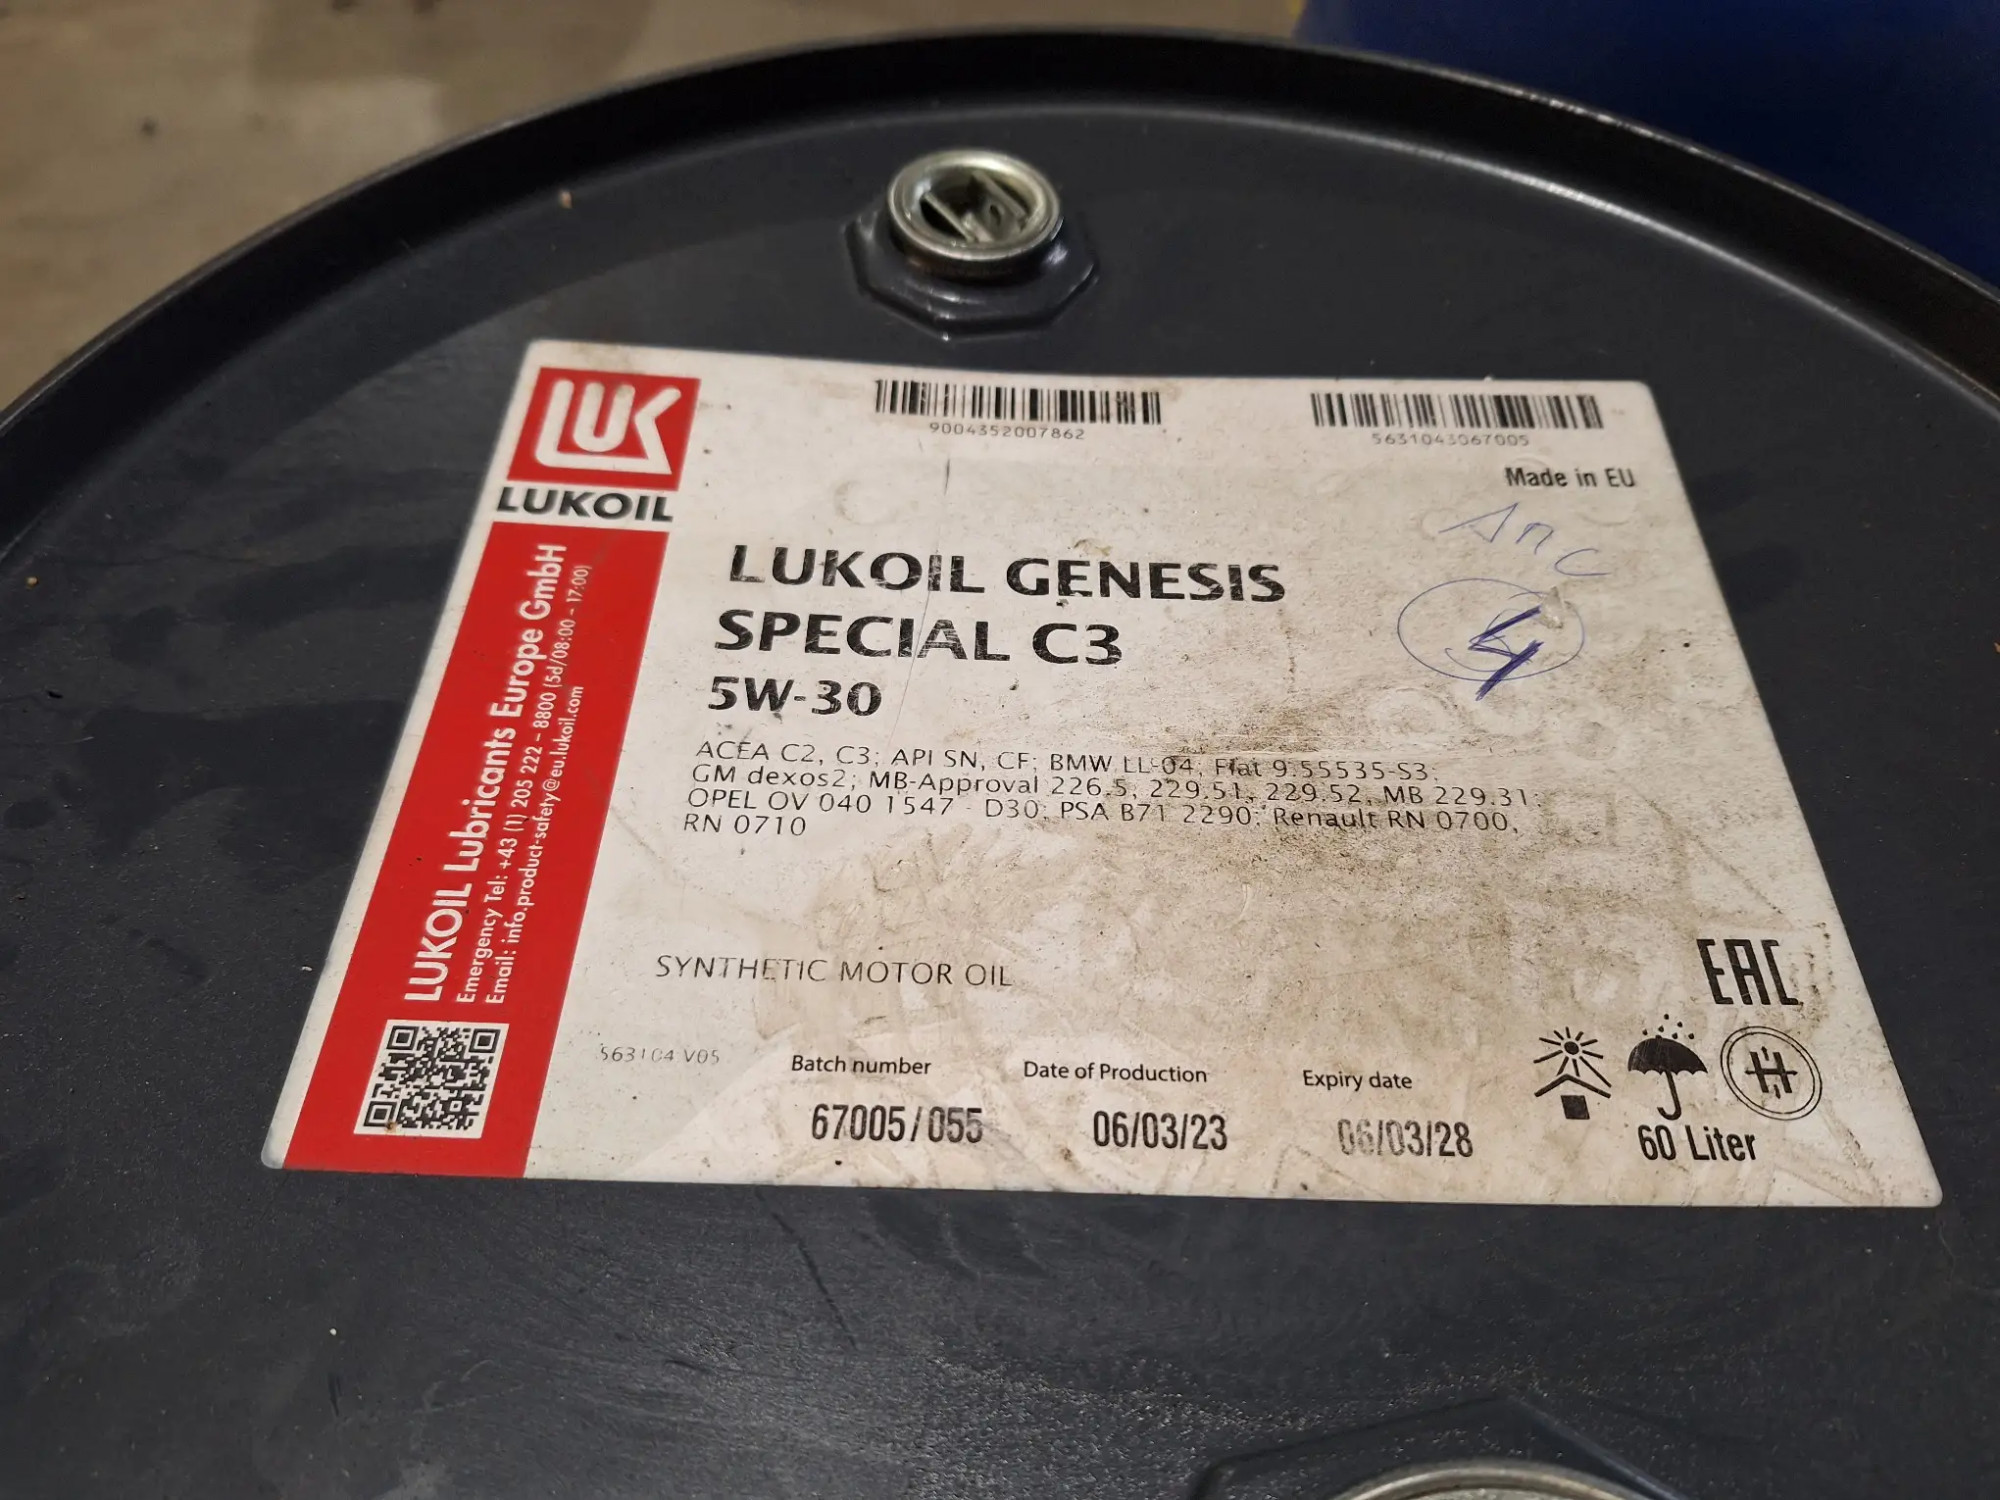 LUKOIL
9004352007862
5631043067005
Made in EU
LUKOIL GENESIS
SPECIAL C3
5W-30
4
ACEA C2, C3; API SN, CF; BMW LL-04; Fiat 9.55535-S3;
GM dexos2; MB-Approval 226.5, 229.51, 229.52, MB 229.31;
OPEL OV 040 1547 - D30; PSA B71 2290; Renault RN 0700,
RN 0710
SYNTHETIC MOTOR OIL
LUKOIL Lubricants Europe GmbH
Emergency Tel: +43 (1) 205 222 - 8800 (5d/08:00 - 17:00)
Email: info.product-safety@eu.lukoil.com
EAC
563104 V05
Batch number
67005/055
Date of Production
06/03/23
Expiry date
06/03/28
60 Liter